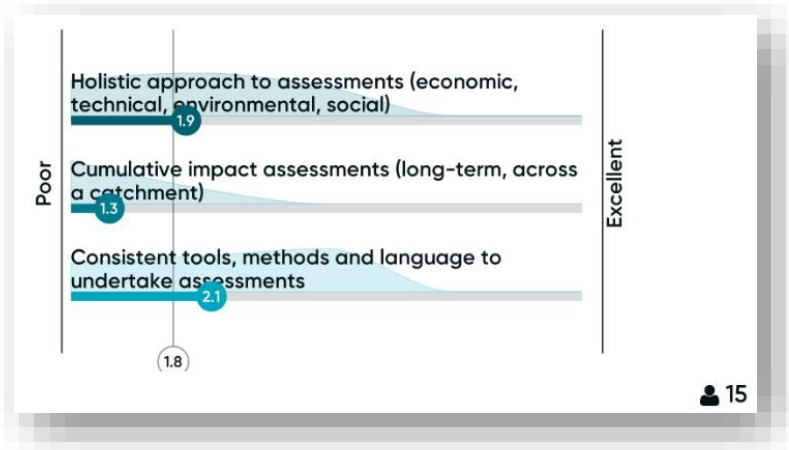 Holistic approach to assessments (economic,
technical, environmental, social)
1.9
Poor
Cumulative impact assessments (long-term, across
a catchment)
1.3
Excellent
Consistent tools, methods and language to
undertake assessments
2.1
1.8
15